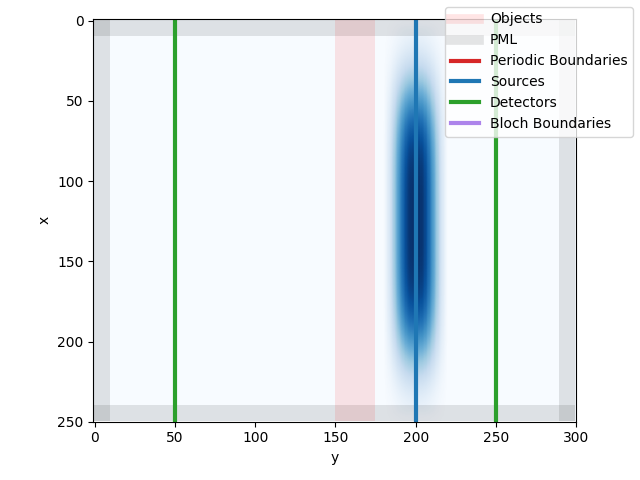 Objects
PML
Periodic Boundaries
Sources
Detectors
Bloch Boundaries
0
50
100
150
200
250
x
0 50 100 150 200 250 300
y